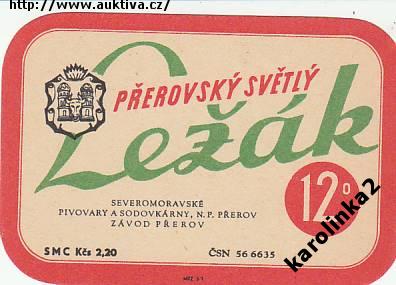 http://www.auktiva.cz/
PŘEROVSKÝ SVĚTLÝ
Ležák
12°
SEVEROMORAVSKÉ
PIVOVARY A SODOVKÁRNY, N.P. PŘEROV
ZÁVOD PŘEROV
SMC Kčs 2,20
ČSN 56 6635
karolinka2